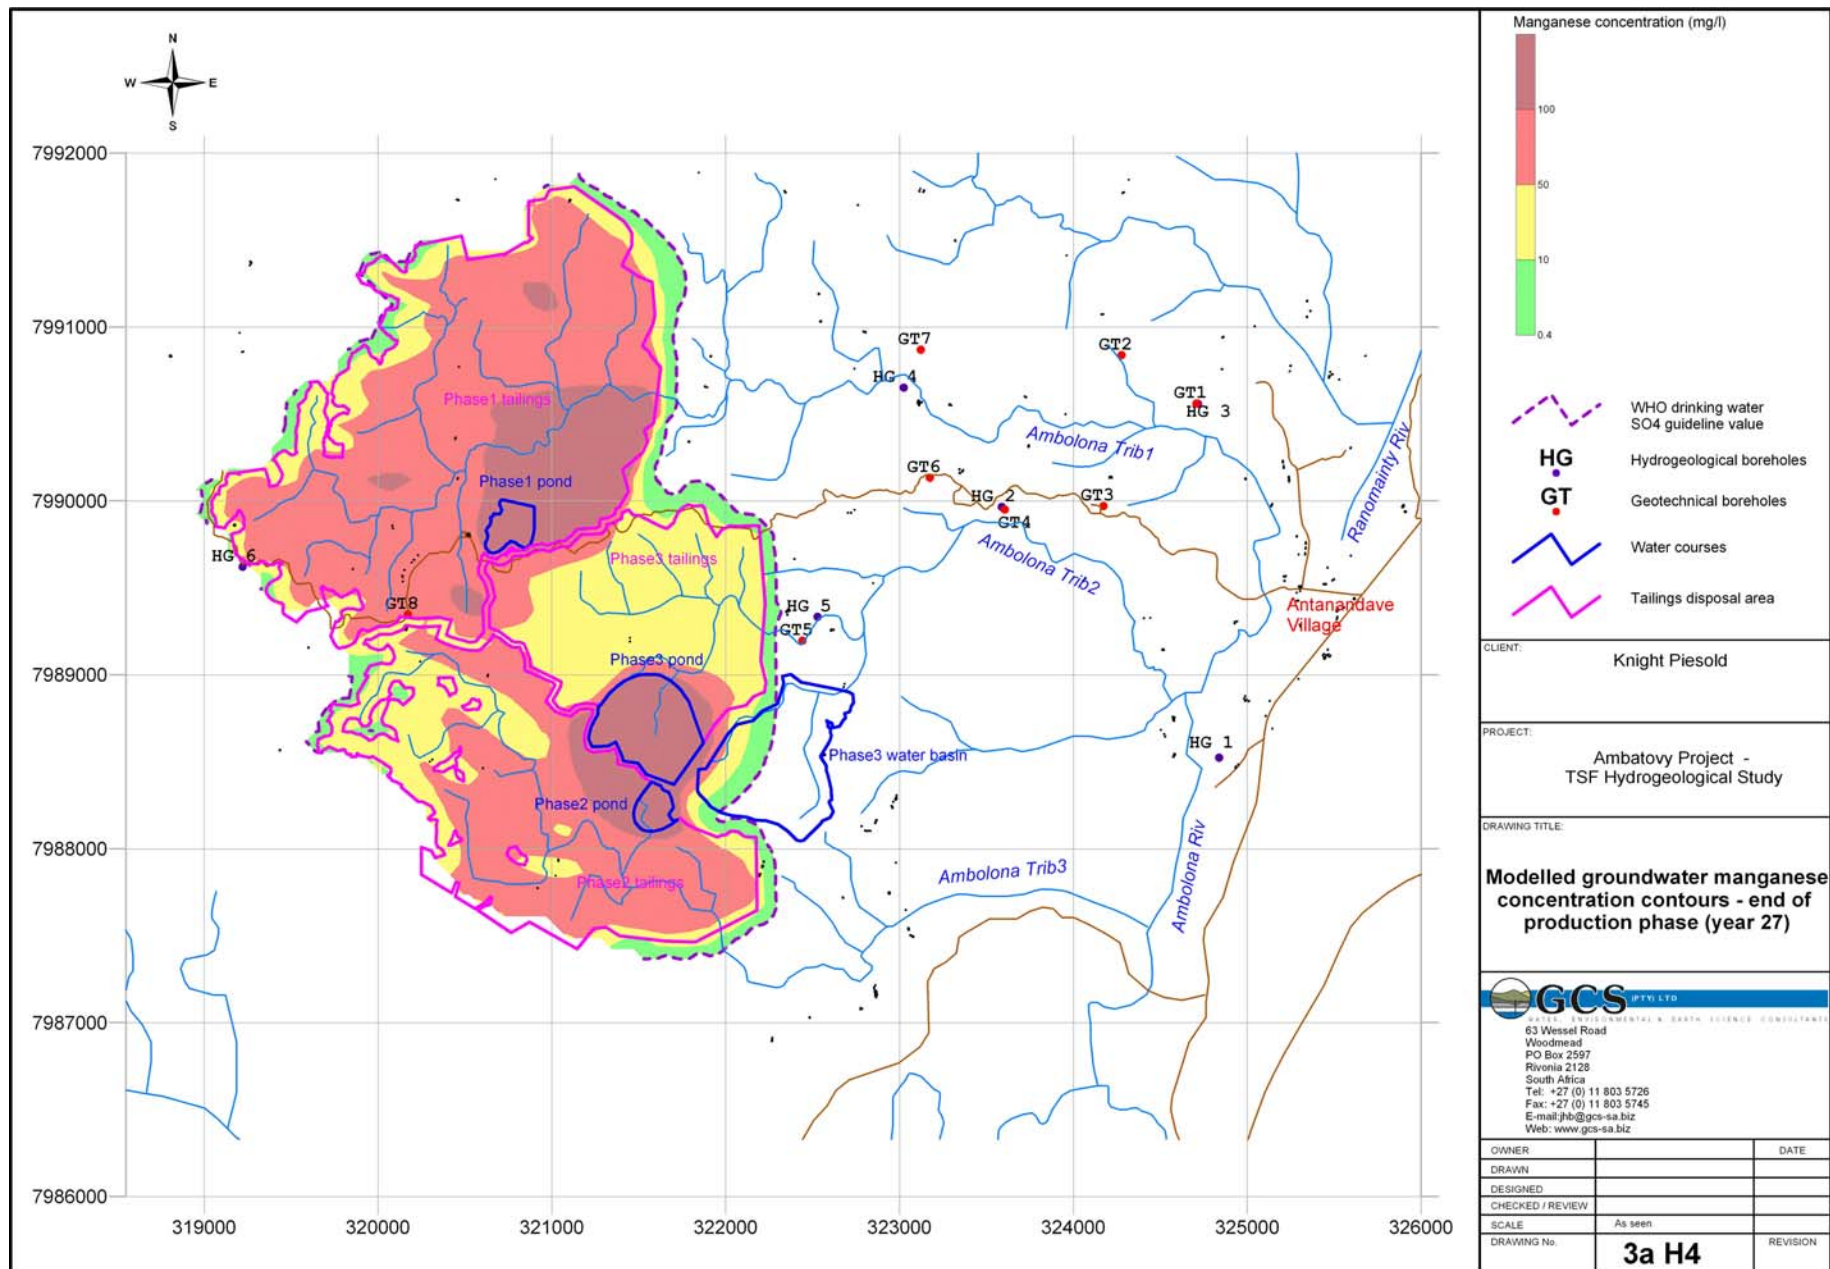 N
W
E
S
7992000
7991000
7990000
7989000
7988000
7987000
7986000
319000
320000
321000
322000
323000
324000
325000
326000
GT7
HG 4
GT2
GT1
HG 3
Phase1 tailings
Ambolona Trib1
Ranomainty Riv
Phase1 pond
GT6
HG 2
GT4
GT3
HG 6
Phase3 tailings
Ambolona Trib2
GT8
HG 5
GT5
Antanandave
Village
Phase3 pond
HG 1
Phase3 water basin
Phase2 pond
Ambolona Trib3
Ambolona Riv
Phase2 tailings
Manganese concentration (mg/l)
100
50
10
0.4
WHO drinking water
SO4 guideline value
HG
Hydrogeological boreholes
GT
Geotechnical boreholes
Water courses
Tailings disposal area
CLIENT:
Knight Piesold
PROJECT:
Ambatovy Project -
TSF Hydrogeological Study
DRAWING TITLE:
Modelled groundwater manganese
concentration contours - end of
production phase (year 27)
GCS (PTY) LTD
WATER, ENVIRONMENTAL & EARTH SCIENCE CONSULTANTS
63 Wessel Road
Woodmead
PO Box 2597
Rivonia 2128
South Africa
Tel: +27 (0) 11 803 5726
Fax: +27 (0) 11 803 5745
E-mail:jhb@gcs-sa.biz
Web: www.gcs-sa.biz
OWNER
DATE
DRAWN
DESIGNED
CHECKED / REVIEW
SCALE
As seen
DRAWING No.
3a H4
REVISION